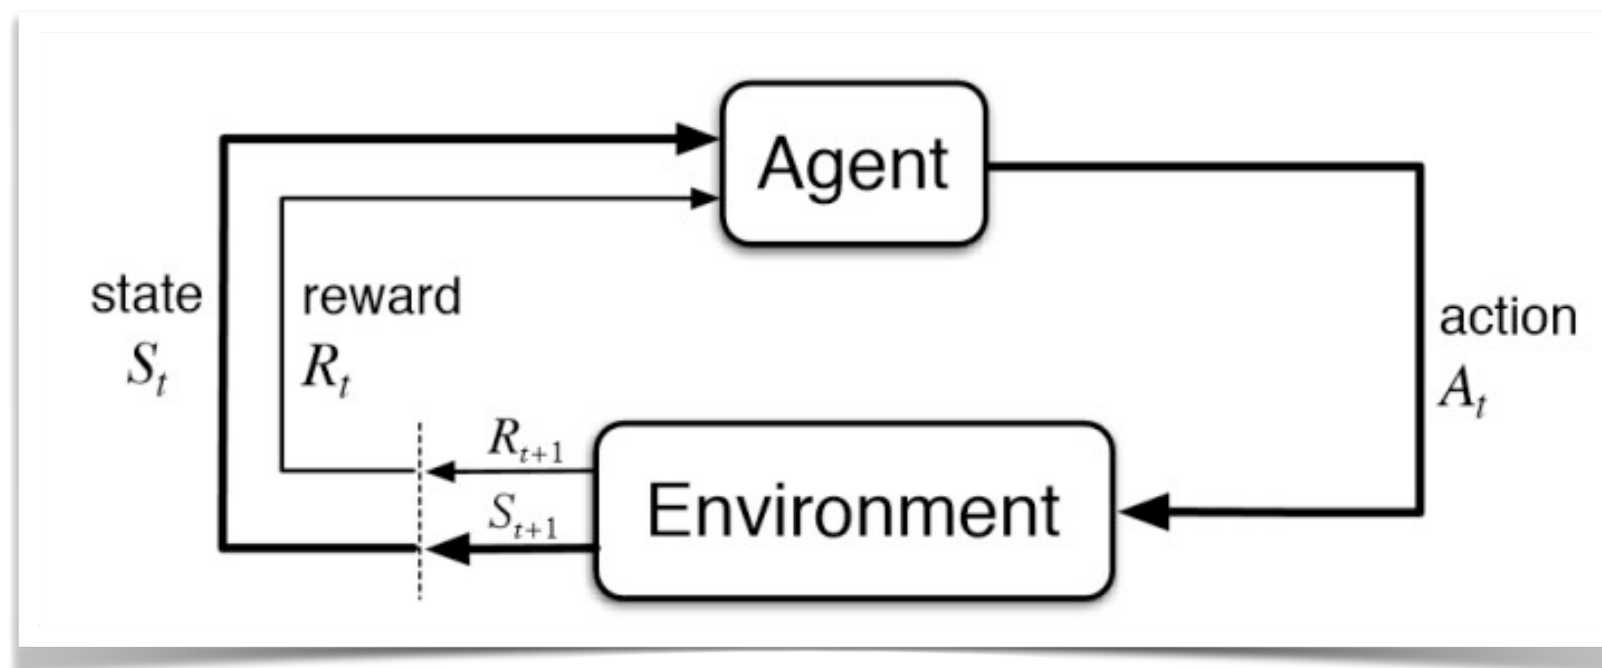 Agent
state
S_t
reward
R_t
action
A_t
R_{t+1}
S_{t+1}
Environment